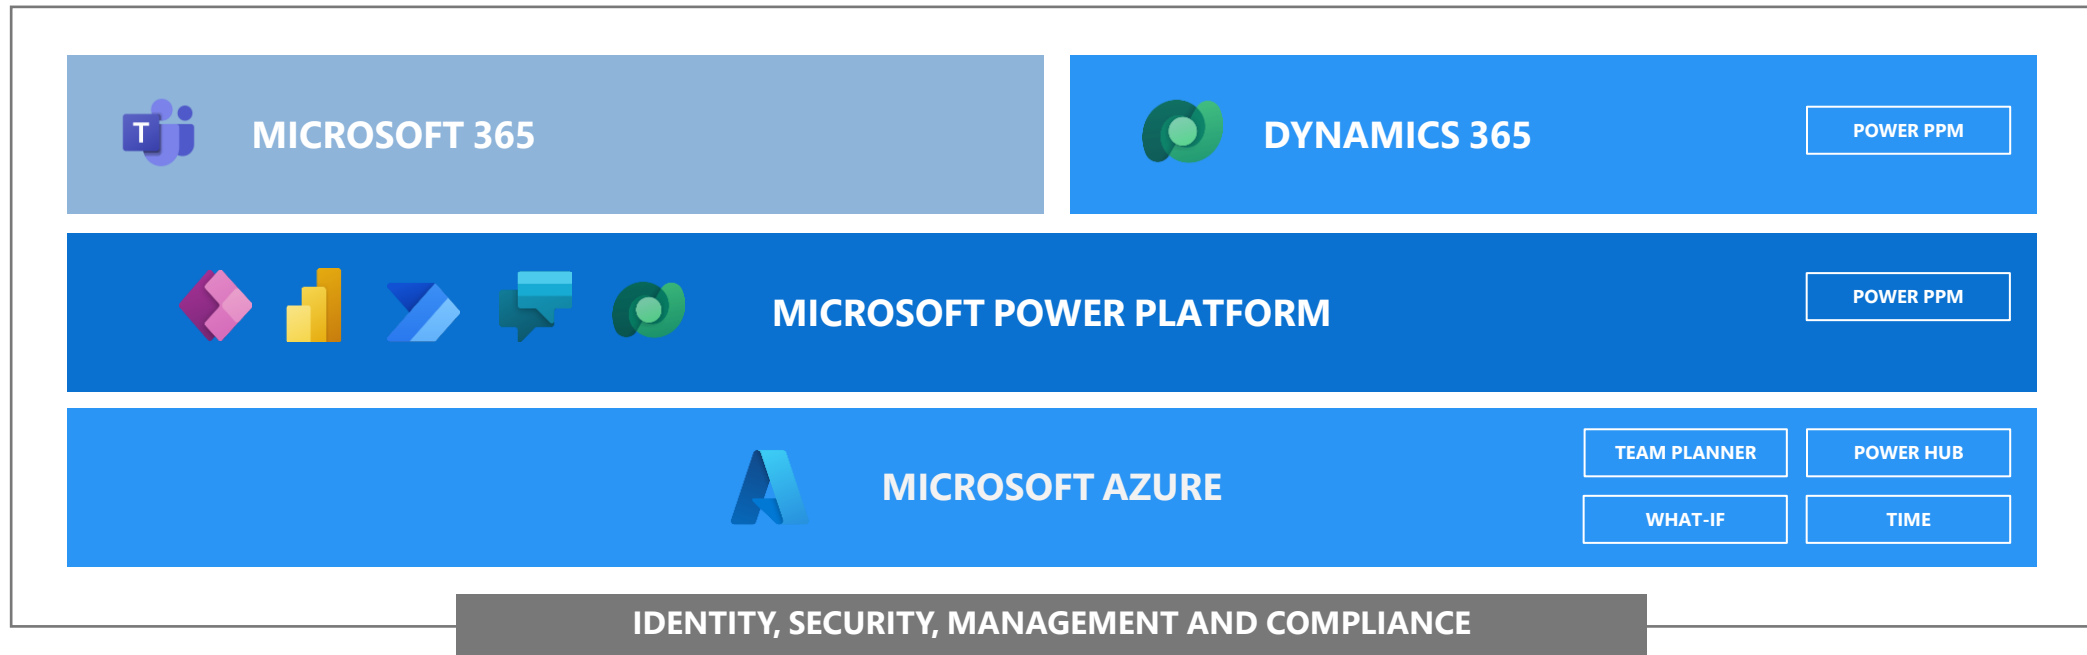 T
MICROSOFT 365
DYNAMICS 365
POWER PPM
MICROSOFT POWER PLATFORM
POWER PPM
MICROSOFT AZURE
TEAM PLANNER
POWER HUB
WHAT-IF
TIME
IDENTITY, SECURITY, MANAGEMENT AND COMPLIANCE